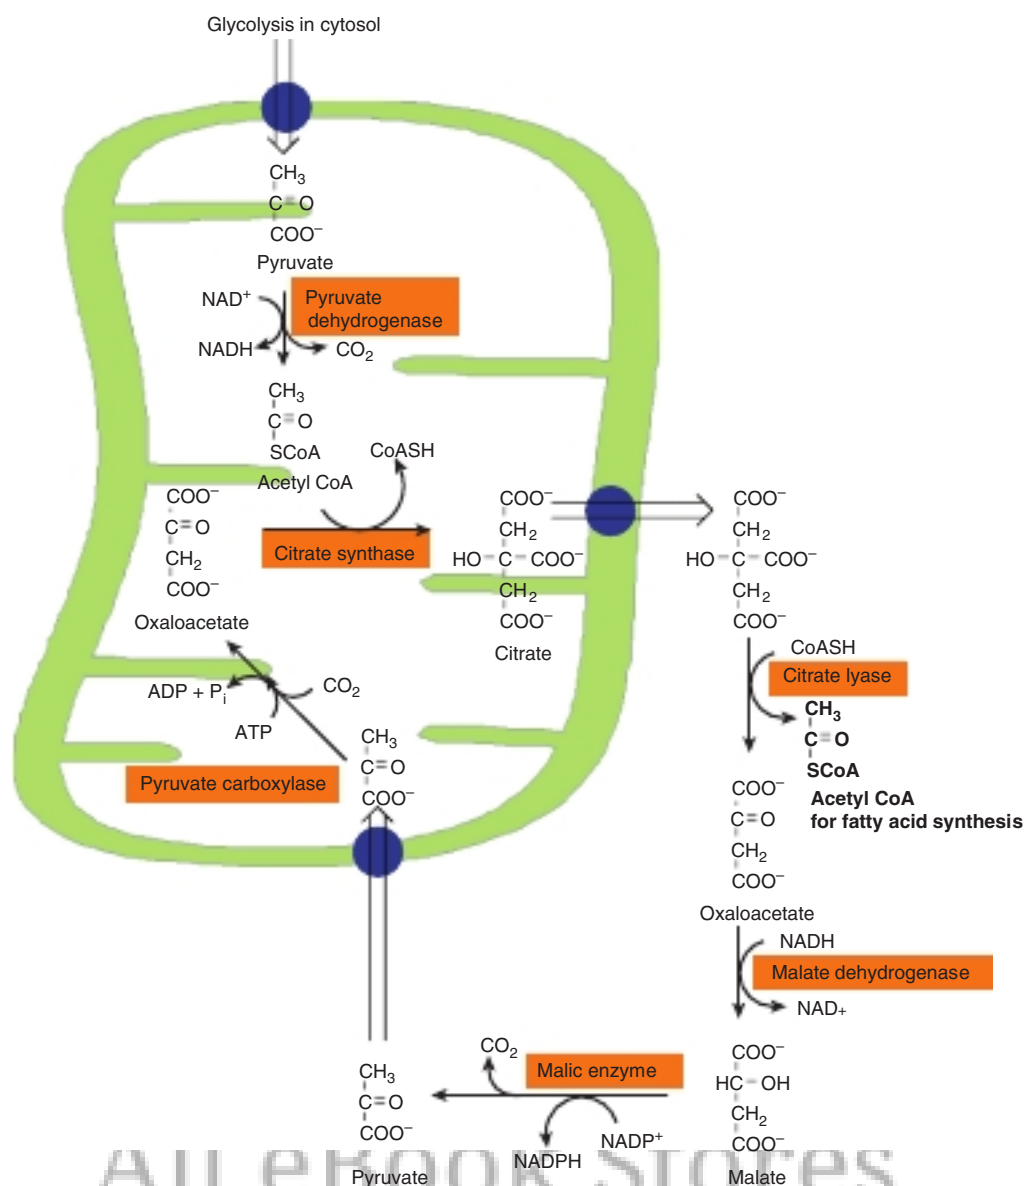 Glycolysis in cytosol
CH₃
C=O
COO⁻
Pyruvate
NAD⁺
Pyruvate
dehydrogenase
NADH
CO₂
CH₃
C=O
SCoA
Acetyl CoA
CoASH
COO⁻
C=O
CH₂
COO⁻
Oxaloacetate
Citrate synthase
COO⁻
CH₂
HO-C-COO⁻
CH₂
COO⁻
Citrate
COO⁻
CH₂
HO-C-COO⁻
CH₂
COO⁻
CoASH
Citrate lyase
CH₃
C=O
SCoA
Acetyl CoA
for fatty acid synthesis
ADP + Pᵢ
CO₂
ATP
Pyruvate carboxylase
CH₃
C=O
COO⁻
COO⁻
C=O
CH₂
COO⁻
Oxaloacetate
NADH
Malate dehydrogenase
NAD+
COO⁻
HC-OH
CH₂
COO⁻
Malate
Malic enzyme
CO₂
NADP⁺
NADPH
CH₃
C=O
COO⁻
Pyruvate
All eBook Stores